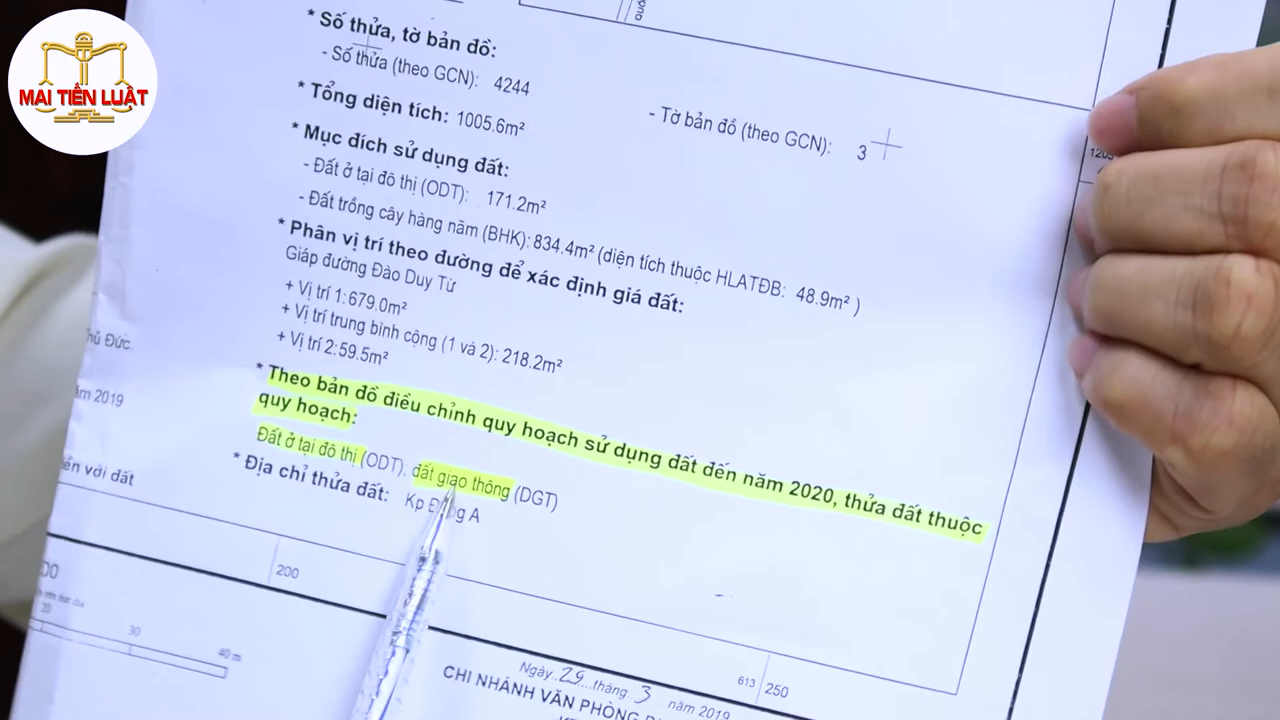 MAI TIẾN LUẬT
* Số thửa, tờ bản đồ:
- Số thửa (theo GCN): 4244
- Tờ bản đồ (theo GCN): 3
* Tổng diện tích: 1005.6m²
* Mục đích sử dụng đất:
- Đất ở tại đô thị (ODT): 171.2m²
- Đất trồng cây hàng năm (BHK): 834.4m² (diện tích thuộc HLATĐB: 48.9m² )
* Phân vị trí theo đường để xác định giá đất:
Giáp đường Đào Duy Từ
+ Vị trí 1: 679.0m²
+ Vị trí trung bình cộng (1 và 2): 218.2m²
+ Vị trí 2: 59.5m²
* Theo bản đồ điều chỉnh quy hoạch sử dụng đất đến năm 2020, thửa đất thuộc
quy hoạch:
Đất ở tại đô thị (ODT), đất giao thông (DGT)
* Địa chỉ thửa đất: Kp A
Đức.
2019
với đất
200
20
30
40 m
613
250
Ngày 29 tháng 3 năm 2019
CHI NHÁNH VĂN PHÒNG